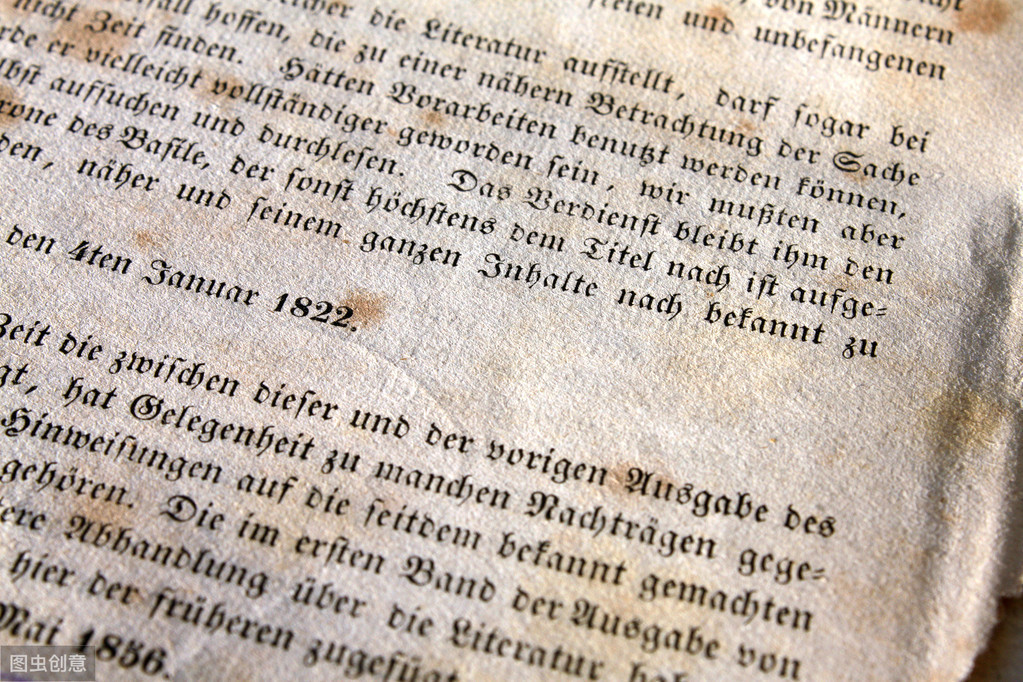 von Männern
freien und unbefangenen
hoffen, die Literatur aufstellt, darf sogar bei
nicht Zeit finden. die zu einer nähern Betrachtung der Sache
er vielleicht Hätten Vorarbeiten benutzt werden können,
aufsuchen vollständiger geworden sein, wir mußten aber
des Basile, und durchlesen. Das Verdienst bleibt ihm den
der sonst höchstens dem Titel nach ist aufge=
näher und seinem ganzen Inhalte nach bekannt zu
den 4ten Januar 1822.
Zeit die zwischen dieser und der vorigen Ausgabe des
hat Gelegenheit zu manchen Nachträgen gege=
Hinweisungen auf die seitdem bekannt gemachten
gehören. Die im ersten Band der Ausgabe von
Abhandlung über die Literatur
hier der früheren zugefügt
Mai 1856.
图虫创意